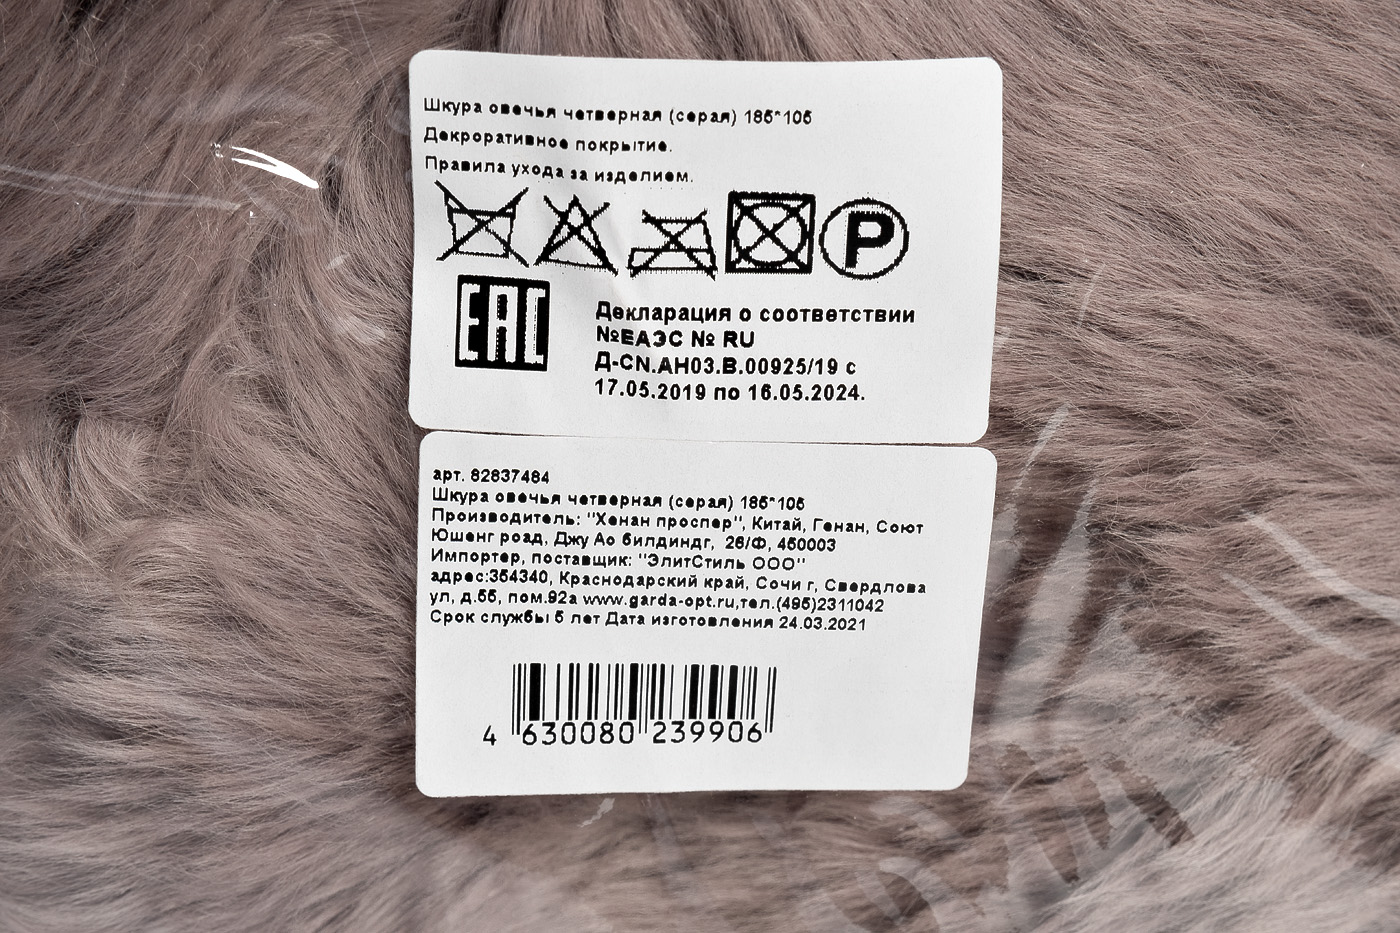 Шкура овечья четверная (серая) 185*105
Декроративное покрытие.
Правила ухода за изделием.
P
EAC
Декларация о соответствии
№ЕАЭС № RU
Д-CN.АН03.В.00925/19 с
17.05.2019 по 16.05.2024.
арт. 82837484
Шкура овечья четверная (серая) 185*105
Производитель: "Хенан проспер", Китай, Генан, Соют
Юшенг роад, Джу Ао билдиндг, 26/Ф, 450003
Импортер, поставщик: "ЭлитСтиль ООО"
адрес:354340, Краснодарский край, Сочи г, Свердлова
ул, д.55, пом.92а www.garda-opt.ru,тел.(495)2311042
Срок службы 5 лет Дата изготовления 24.03.2021
4 630080 239906